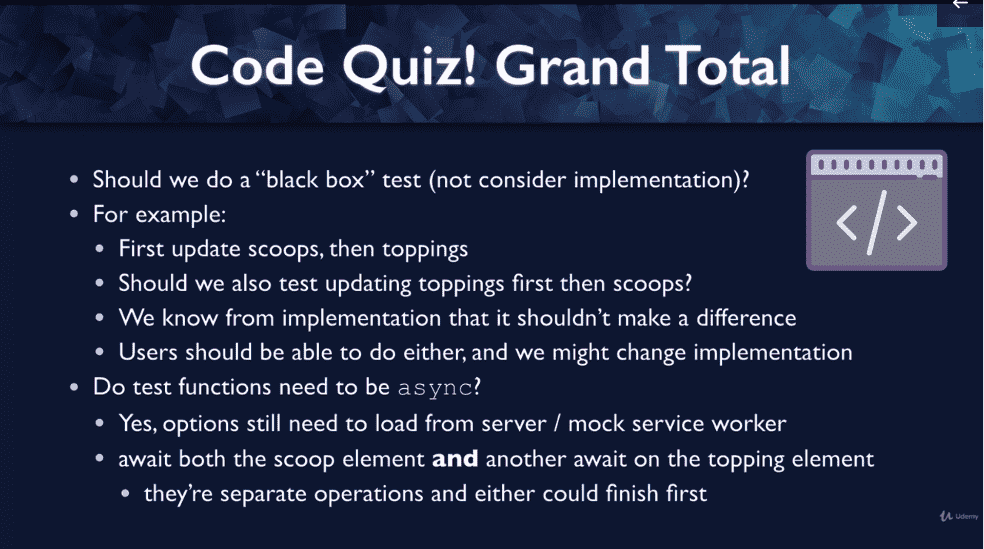 Code Quiz! Grand Total
• Should we do a “black box” test (not consider implementation)?
• For example:
• First update scoops, then toppings
• Should we also test updating toppings first then scoops?
• We know from implementation that it shouldn’t make a difference
• Users should be able to do either, and we might change implementation
• Do test functions need to be async?
• Yes, options still need to load from server / mock service worker
• await both the scoop element and another await on the topping element
• they’re separate operations and either could finish first
</>
Udemy